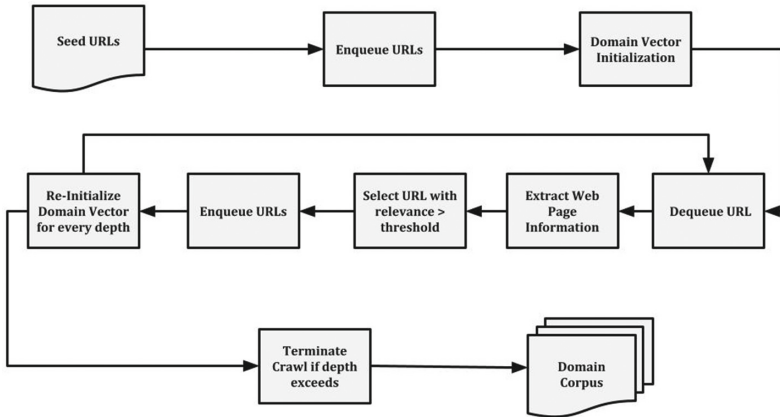 Seed URLs
Enqueue URLs
Domain Vector
Initialization
Re-Initialize
Domain Vector
for every depth
Enqueue URLs
Select URL with
relevance >
threshold
Extract Web
Page
Information
Dequeue URL
Terminate
Crawl if depth
exceeds
Domain
Corpus